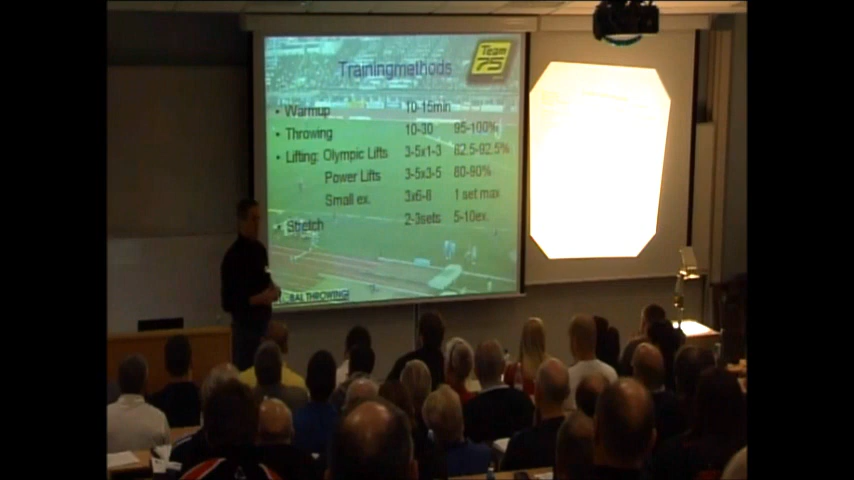 Team
75
Trainingmethods
• Warmup 10-15min
• Throwing 10-30 95-100%
• Lifting: Olympic Lifts 3-5x1-3 82.5-92.5%
Power Lifts 3-5x3-5 80-90%
Small ex. 3x6-8 1 set max
• Stretch 2-3sets 5-10ex.
BAL THROWING